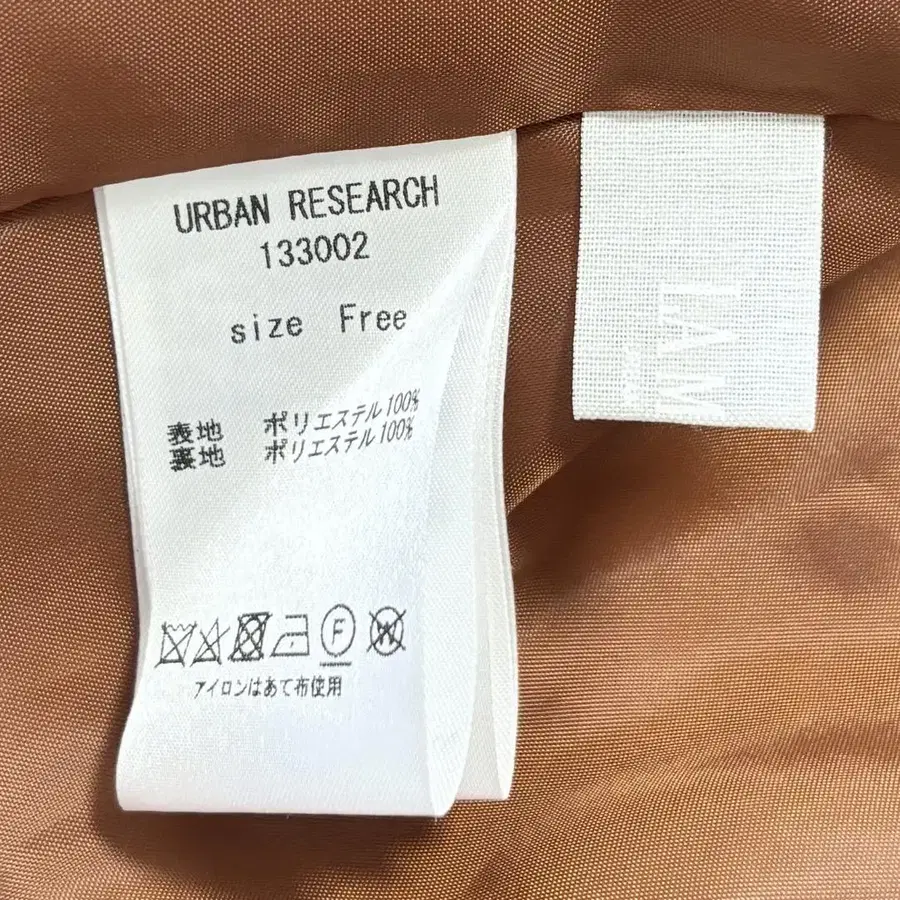 URBAN RESEARCH
133002
size Free
表地 ポリエステル100%
裏地 ポリエステル100%
F
W
アイロンはあて布使用